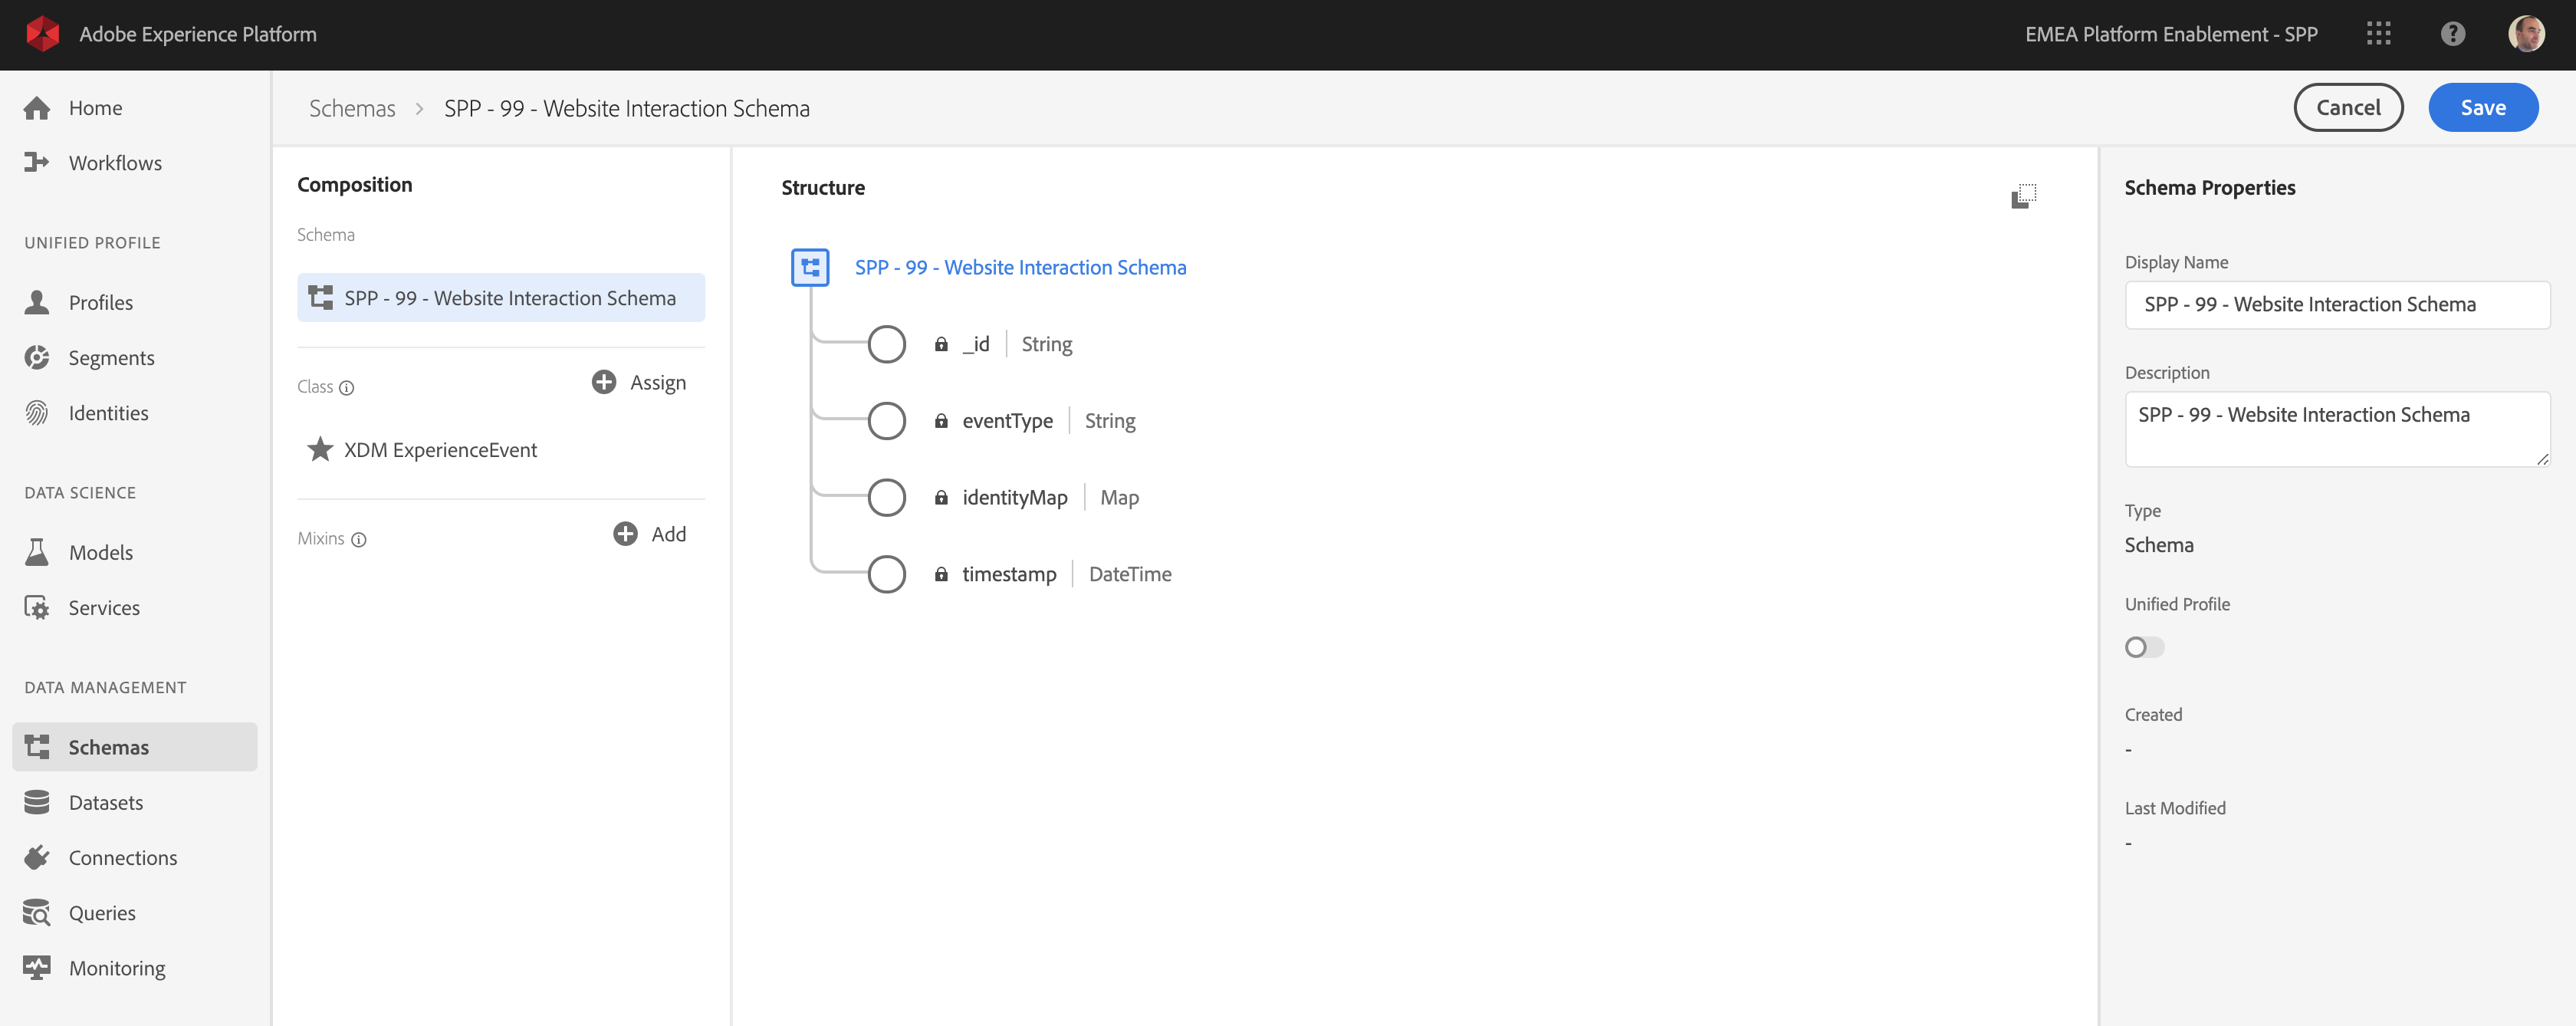 Adobe Experience Platform
EMEA Platform Enablement - SPP
Home
Workflows
UNIFIED PROFILE
Profiles
Segments
Identities
DATA SCIENCE
Models
Services
DATA MANAGEMENT
Schemas
Datasets
Connections
Queries
Monitoring
Schemas > SPP - 99 - Website Interaction Schema
Cancel
Save
Composition
Schema
SPP - 99 - Website Interaction Schema
Class
Assign
XDM ExperienceEvent
Mixins
Add
Structure
SPP - 99 - Website Interaction Schema
_id | String
eventType | String
identityMap | Map
timestamp | DateTime
Schema Properties
Display Name
SPP - 99 - Website Interaction Schema
Description
SPP - 99 - Website Interaction Schema
Type
Schema
Unified Profile
Created
-
Last Modified
-